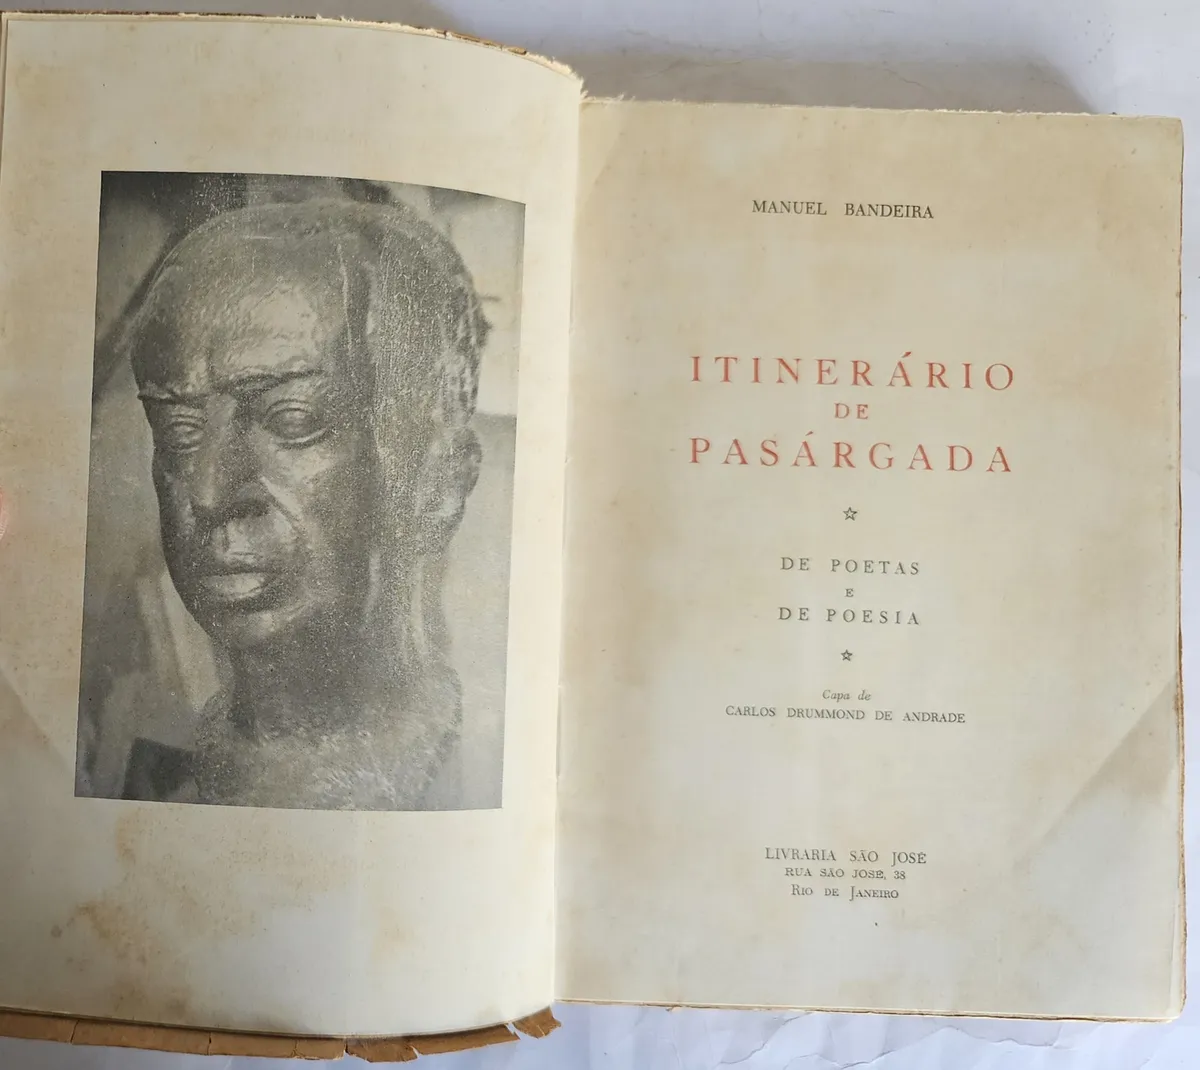 MANUEL BANDEIRA
ITINERÁRIO
DE
PASÁRGADA
DE POETAS
E
DE POESIA
Capa de
CARLOS DRUMMOND DE ANDRADE
LIVRARIA SÃO JOSÉ
RUA SÃO JOSÉ, 38
RIO DE JANEIRO